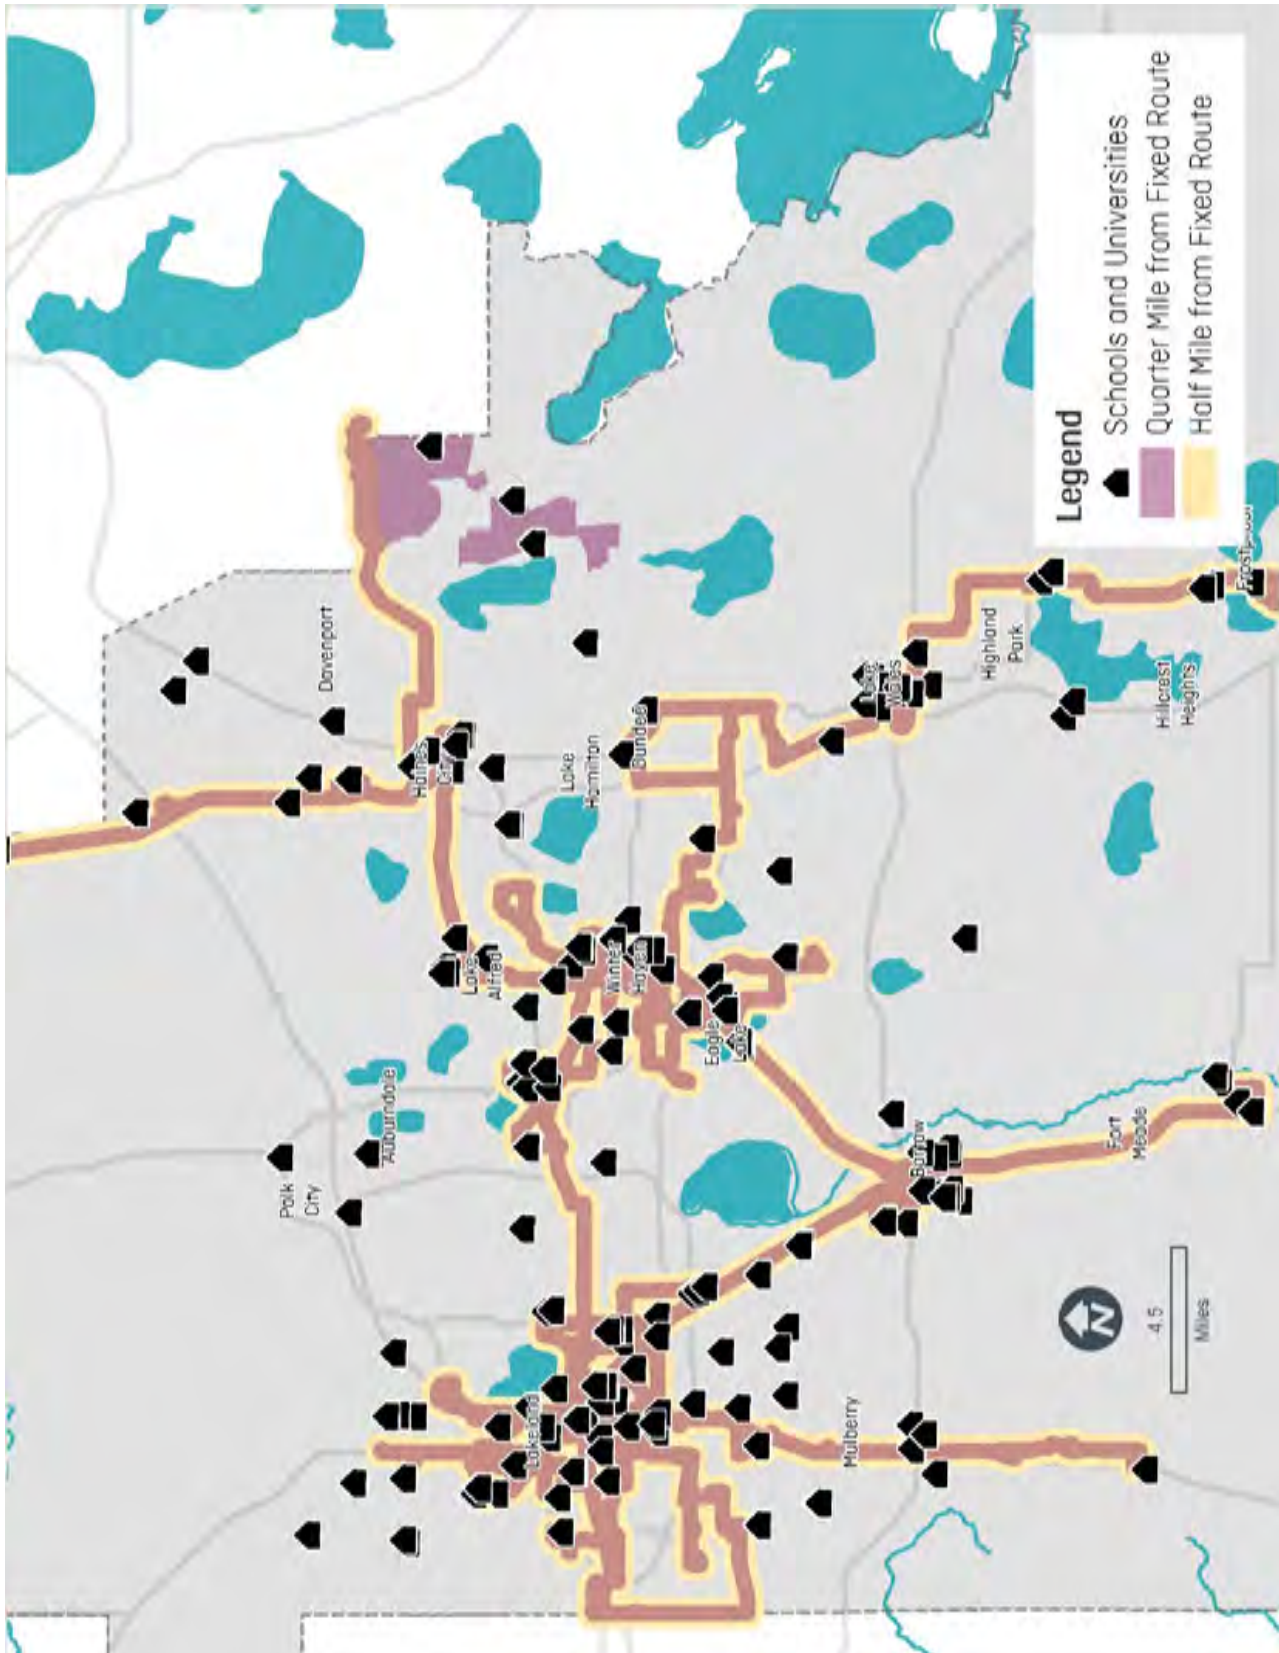 Legend
Schools and Universities
Quarter Mile from Fixed Route
Half Mile from Fixed Route
Davenport
Haines
City
Lake
Hamilton
Dundee
Lake
Wales
Highland
Park
Hillcrest
Heights
Lake
Alfred
Winter
Haven
Eagle
Lake
Auburndale
Polk
City
Bartow
Fort
Meade
Lakeland
Mulberry
N
4.5
Miles